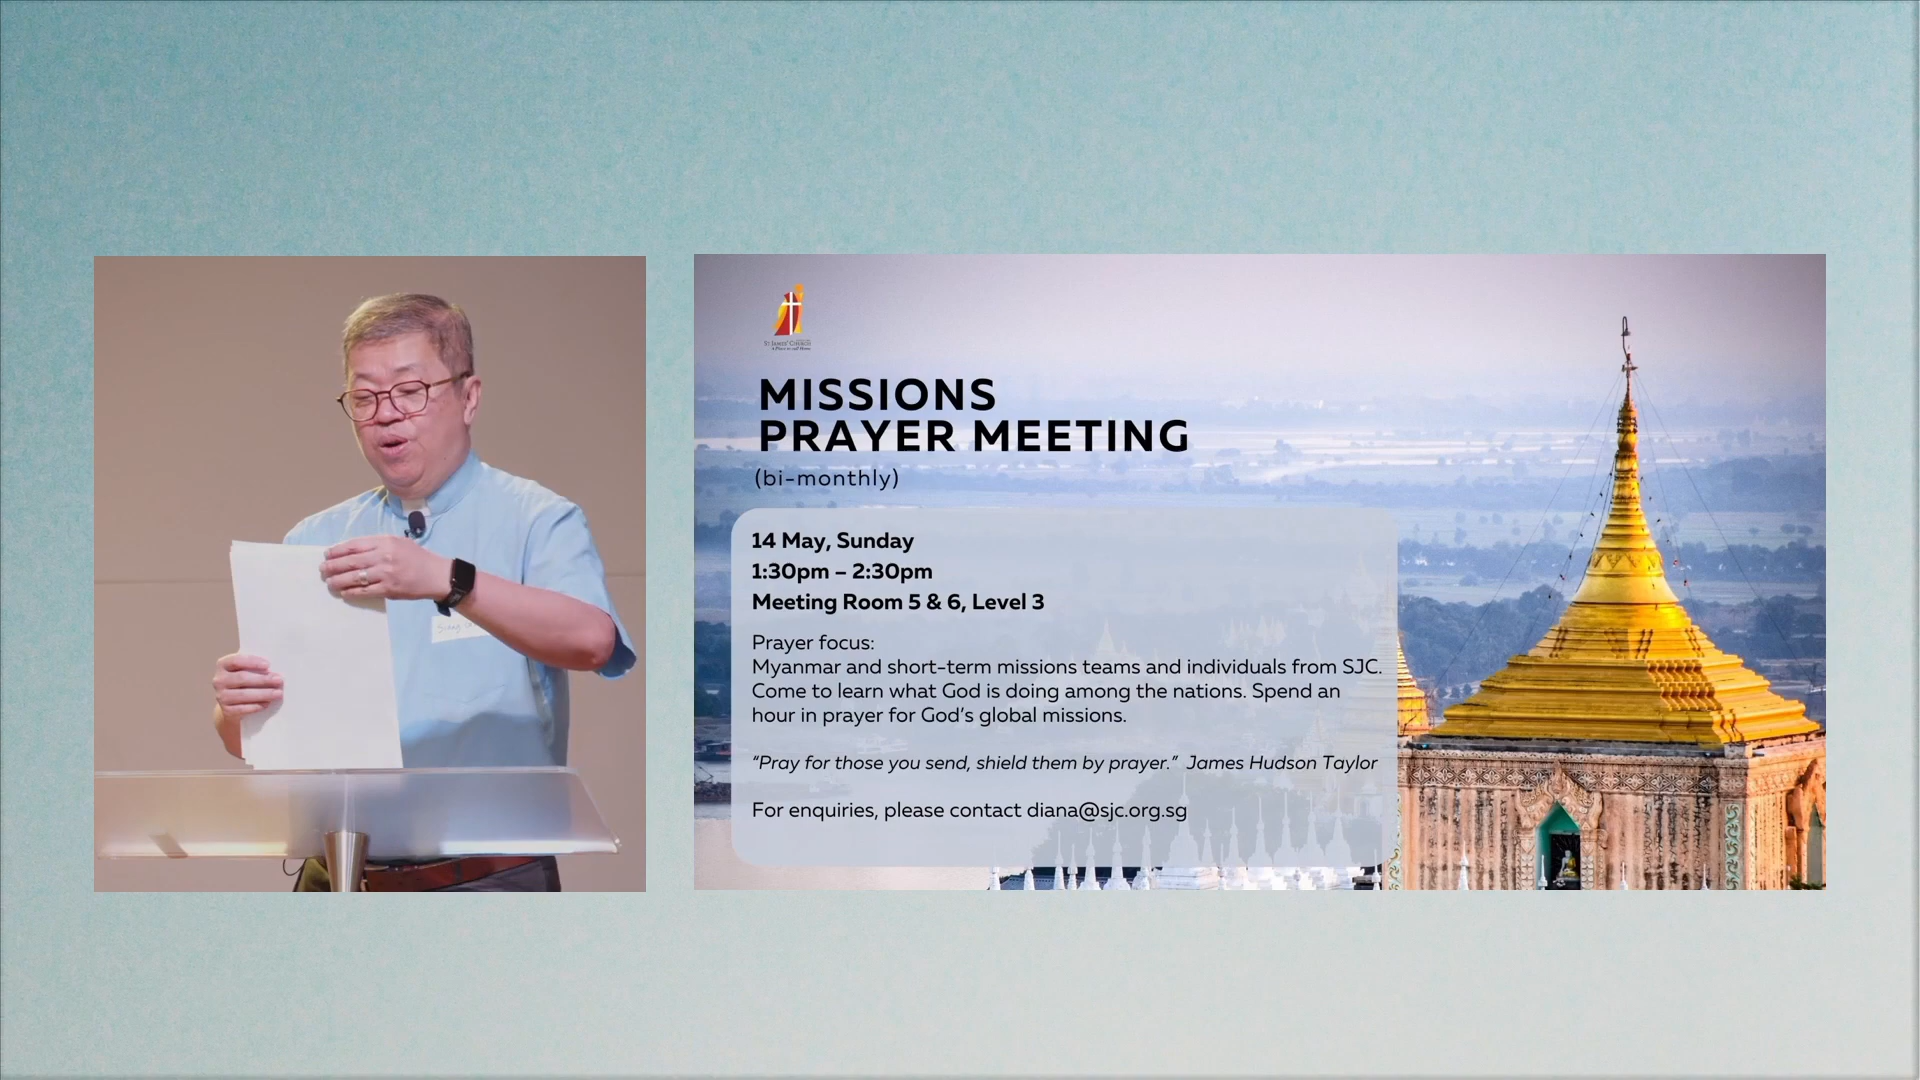 ST JAMES' CHURCH
MISSIONS
PRAYER MEETING
(bi-monthly)
14 May, Sunday
1:30pm – 2:30pm
Meeting Room 5 & 6, Level 3
Prayer focus:
Myanmar and short-term missions teams and individuals from SJC.
Come to learn what God is doing among the nations. Spend an
hour in prayer for God’s global missions.
“Pray for those you send, shield them by prayer.” James Hudson Taylor
For enquiries, please contact diana@sjc.org.sg